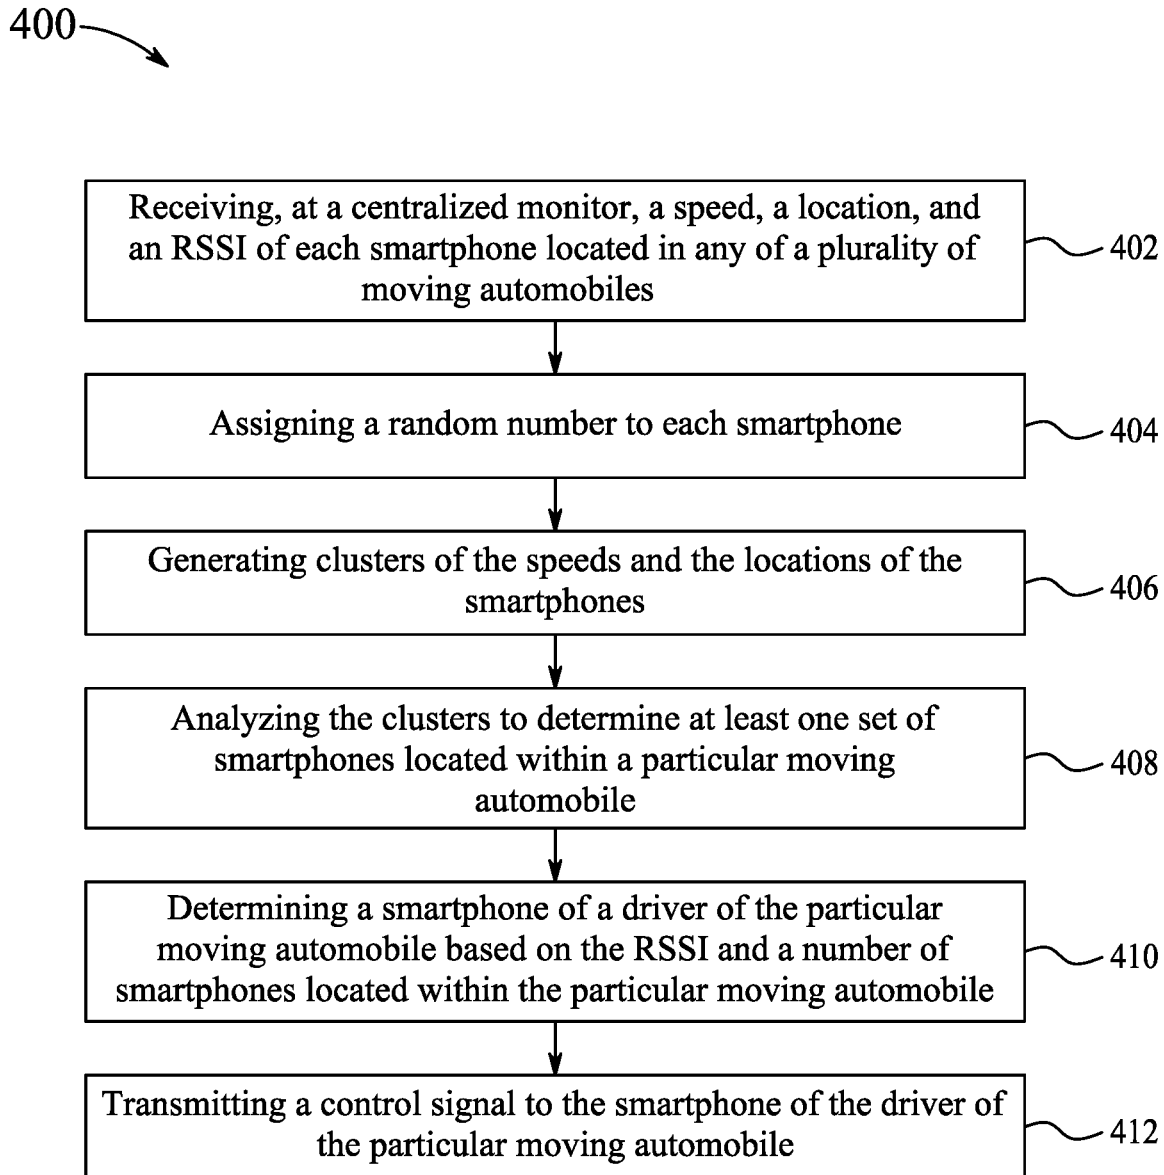 400
Receiving, at a centralized monitor, a speed, a location, and
an RSSI of each smartphone located in any of a plurality of
moving automobiles
402
Assigning a random number to each smartphone
404
Generating clusters of the speeds and the locations of the
smartphones
406
Analyzing the clusters to determine at least one set of
smartphones located within a particular moving
automobile
408
Determining a smartphone of a driver of the particular
moving automobile based on the RSSI and a number of
smartphones located within the particular moving automobile
410
Transmitting a control signal to the smartphone of the driver of
the particular moving automobile
412